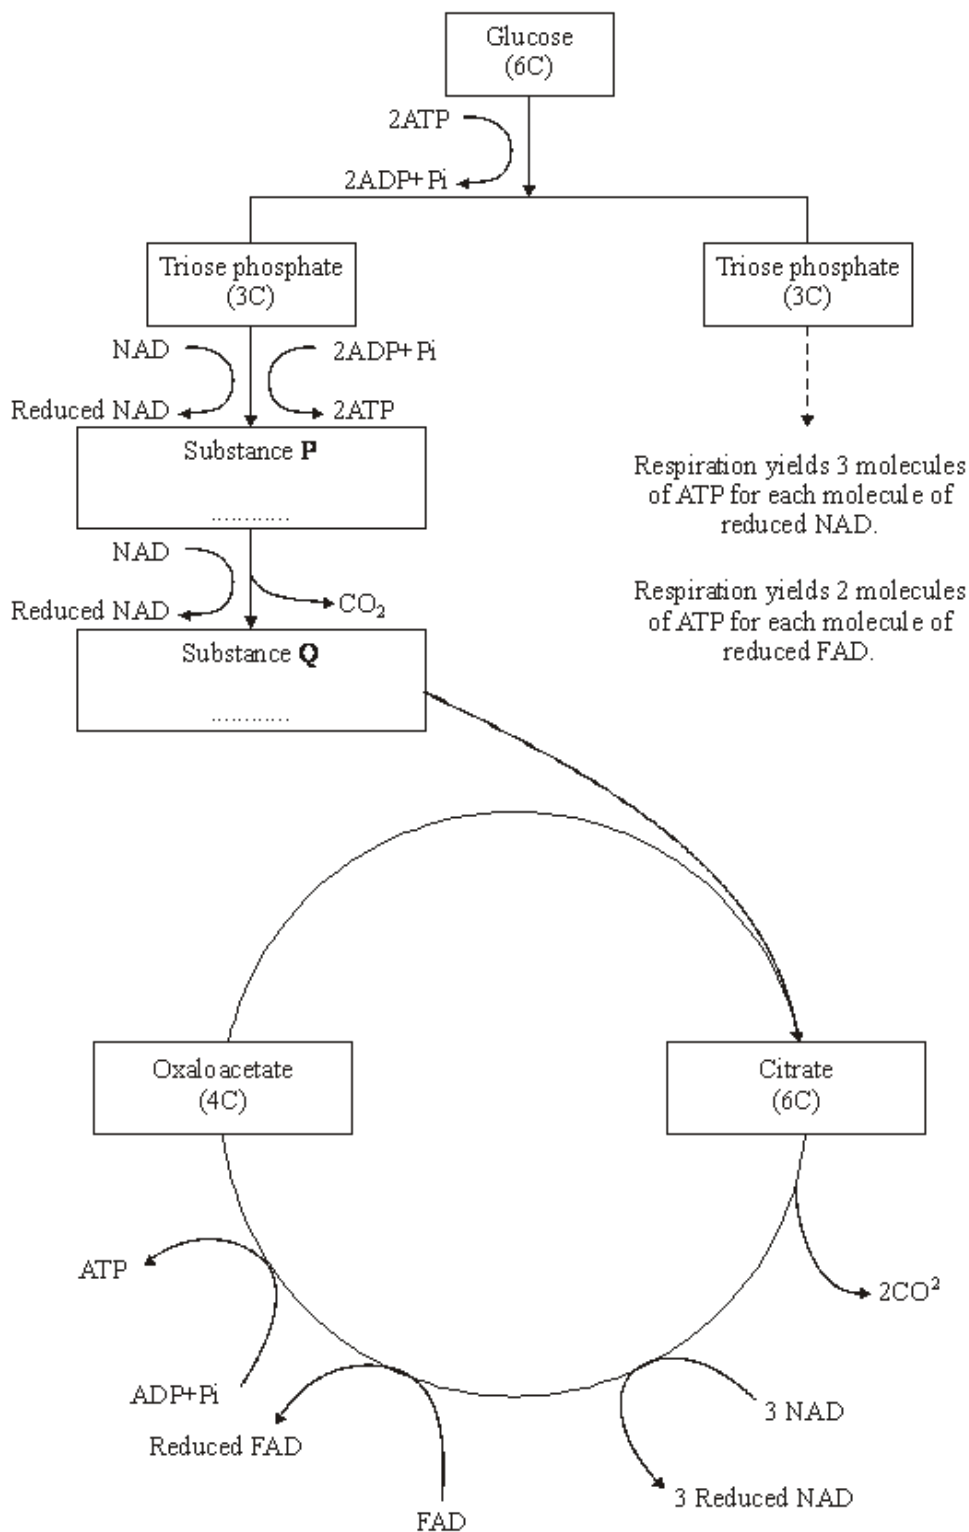 Glucose
(6C)
2ATP
2ADP+Pi
Triose phosphate
(3C)
Triose phosphate
(3C)
NAD
2ADP+Pi
Reduced NAD
2ATP
Substance P
............
Respiration yields 3 molecules
of ATP for each molecule of
reduced NAD.
NAD
Reduced NAD
CO₂
Respiration yields 2 molecules
of ATP for each molecule of
reduced FAD.
Substance Q
............
Oxaloacetate
(4C)
Citrate
(6C)
ATP
2CO²
ADP+Pi
3 NAD
Reduced FAD
3 Reduced NAD
FAD